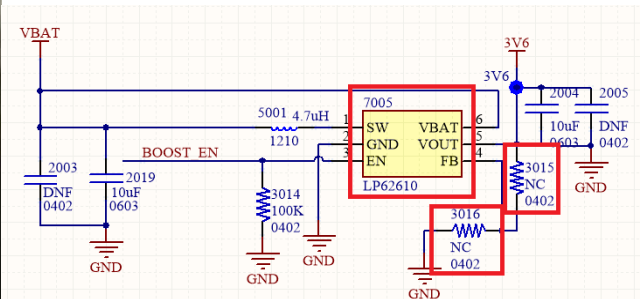 VBAT
3V6
3V6
7005
2004
2005
5001
4.7uH
1
SW
VBAT
6
10uF
DNF
1210
2
GND
VOUT
5
0603
0402
BOOST_EN
3
EN
FB
4
3015
2003
NC
DNF
2019
LP62610
GND
0402
10uF
3014
0402
0603
100K
3016
0402
NC
GND
GND
GND
0402
GND